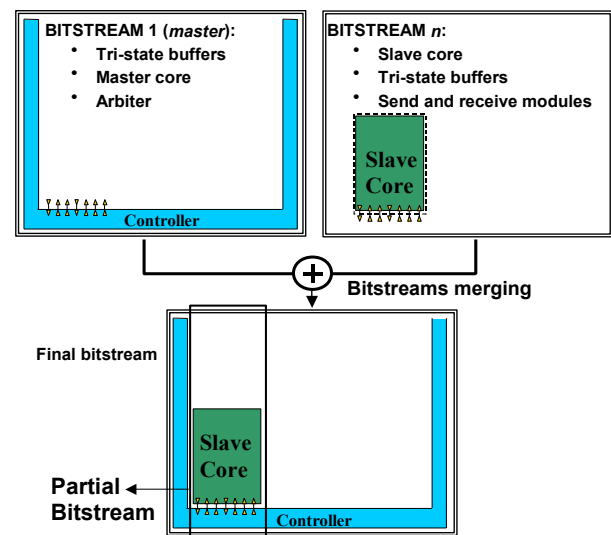 BITSTREAM 1 (master):
• Tri-state buffers
• Master core
• Arbiter
Controller
BITSTREAM n:
• Slave core
• Tri-state buffers
• Send and receive modules
Slave
Core
+
Bitstreams merging
Final bitstream
Slave
Core
Partial
Bitstream
Controller